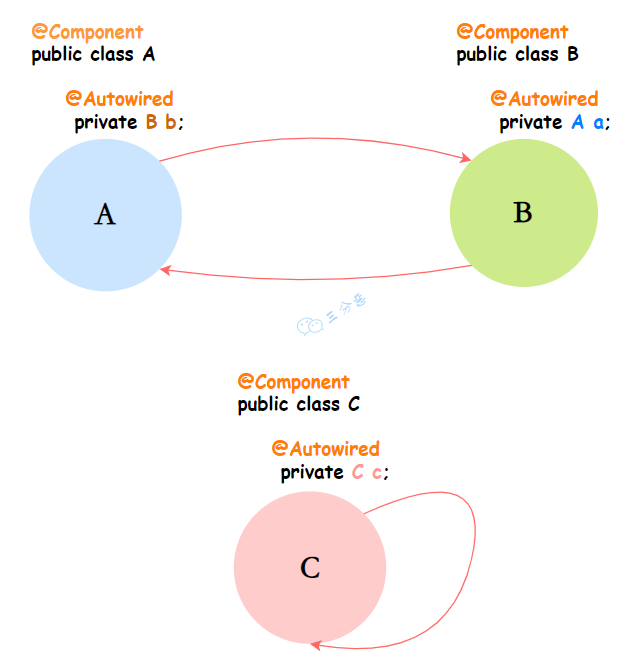 @Component
public class A
@Autowired
private B b;
A
@Component
public class B
@Autowired
private A a;
B
三分恶
@Component
public class C
@Autowired
private C c;
C